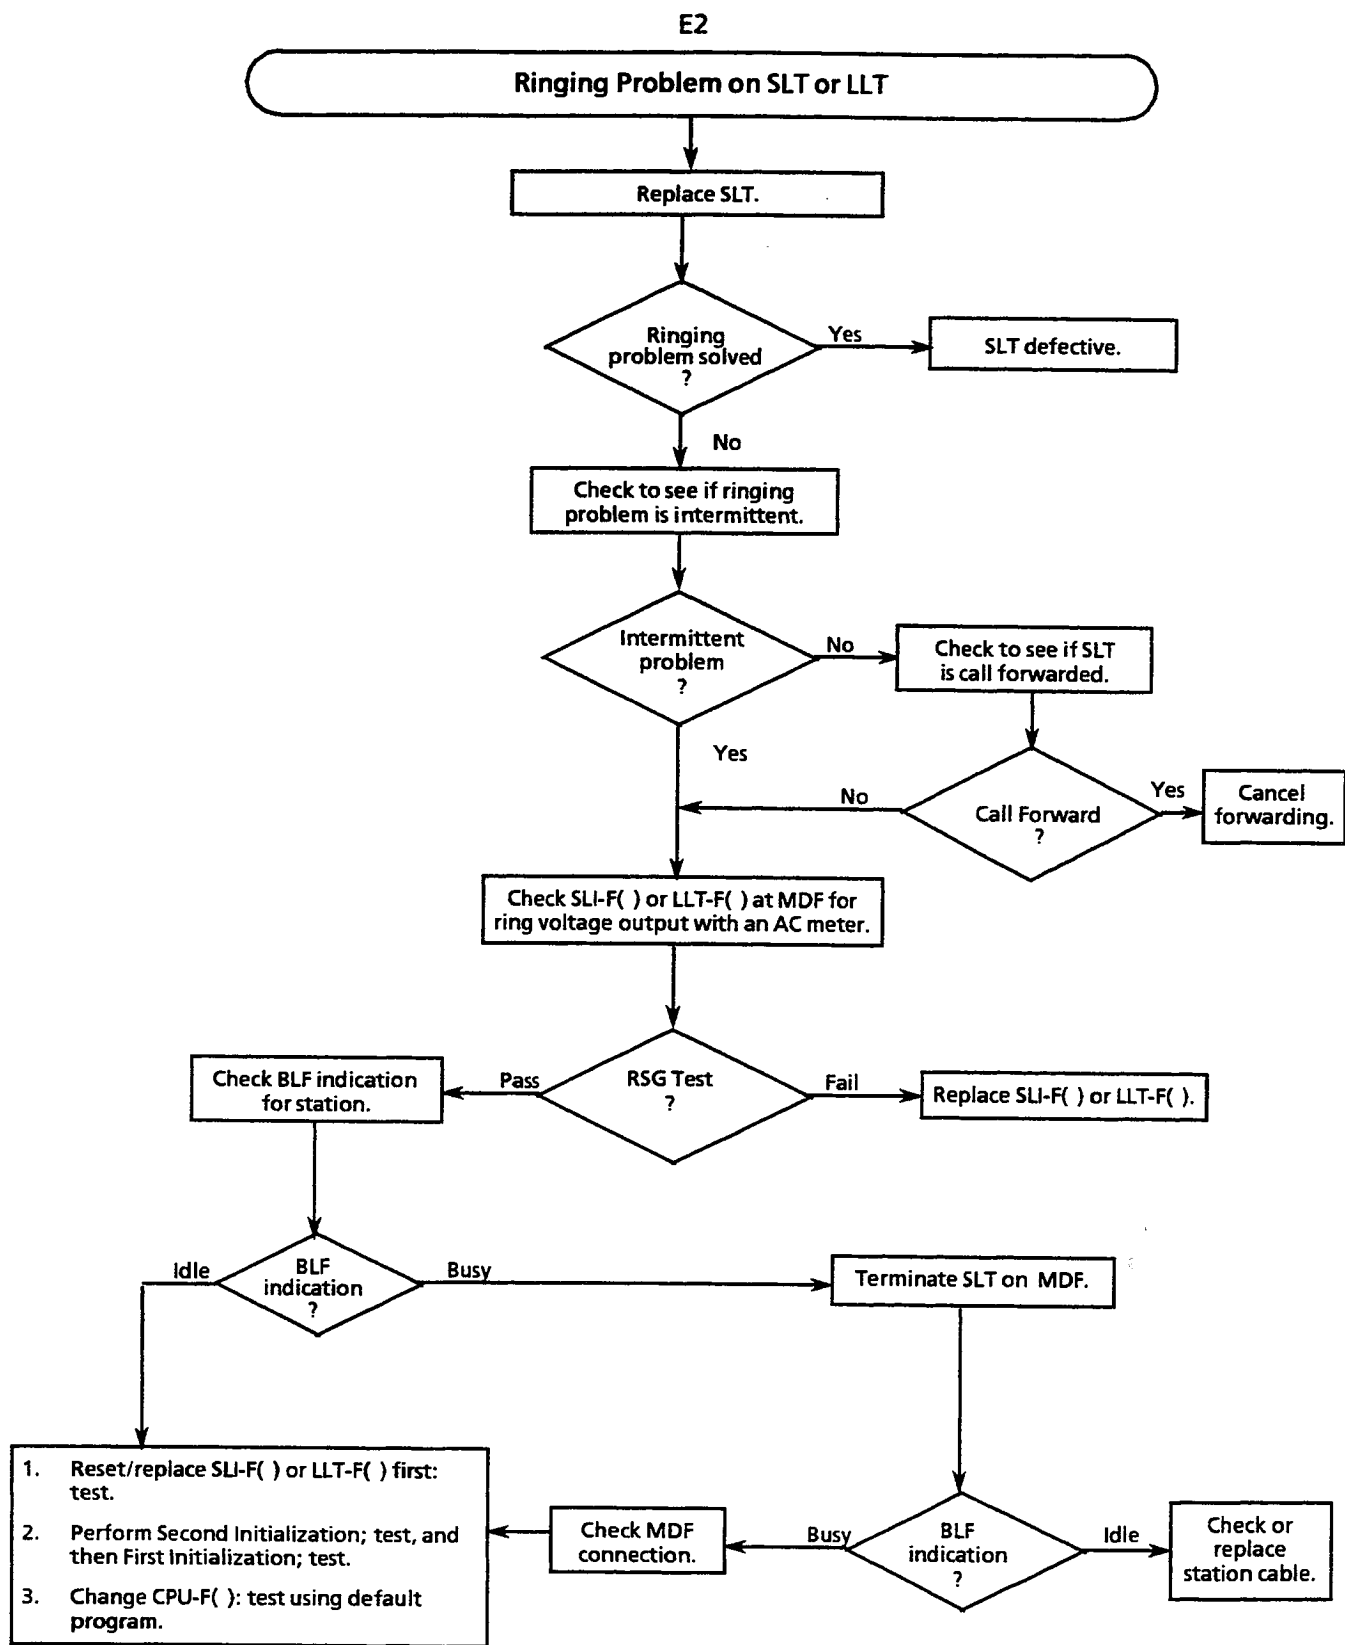 E2
Ringing Problem on SLT or LLT
Replace SLT.
Ringing
problem solved
?
Yes
SLT defective.
No
Check to see if ringing
problem is intermittent.
Intermittent
problem
?
No
Check to see if SLT
is call forwarded.
Yes
No
Call Forward
?
Yes
Cancel
forwarding.
Check SLI-F( ) or LLT-F( ) at MDF for
ring voltage output with an AC meter.
Check BLF indication
for station.
Pass
RSG Test
?
Fail
Replace SLI-F( ) or LLT-F( ).
Idle
BLF
indication
?
Busy
Terminate SLT on MDF.
1. Reset/replace SLI-F( ) or LLT-F( ) first:
test.
2. Perform Second Initialization; test, and
then First Initialization; test.
3. Change CPU-F( ): test using default
program.
Check MDF
connection.
Busy
BLF
indication
?
Idle
Check or
replace
station cable.